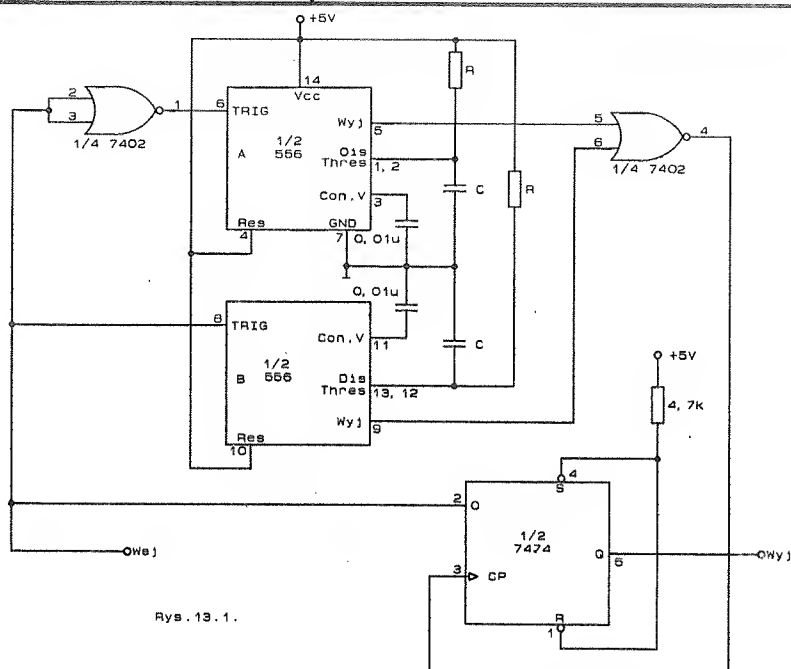 +5V
14
Vcc
R
2
3
1
1/4 7402
6
TRIG
Wyj
5
5
6
4
1/4 7402
1/2
556
A
Dis
Thres
1, 2
C
R
Con.V
3
Res
4
GND
7
0,01u
0,01u
8
TRIG
Con.V
11
C
1/2
556
B
Dis
Thres
13, 12
Wyj
9
Res
10
+5V
4,7K
4
S
2
D
1/2
7474
Q
5
Wyj
Wej
3
CP
R
1
Rys.13.1.